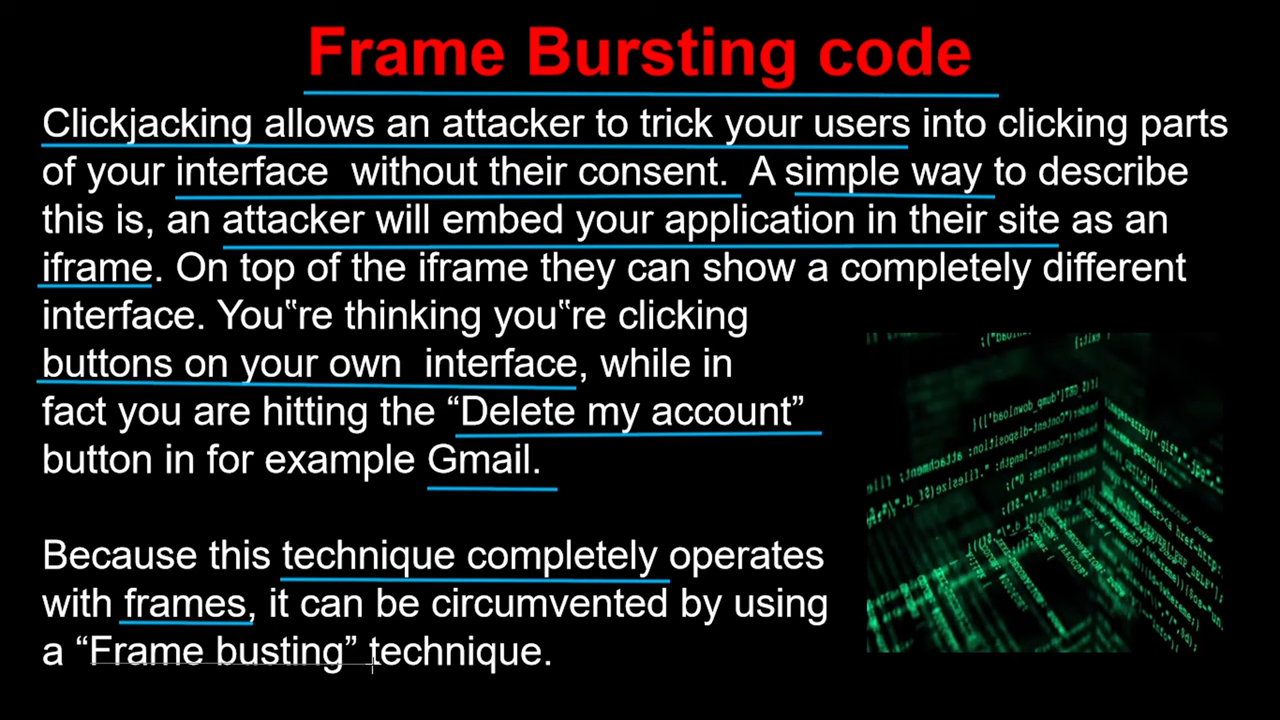 Frame Bursting code
Clickjacking allows an attacker to trick your users into clicking parts
of your interface  without their consent.  A simple way to describe
this is, an attacker will embed your application in their site as an
iframe. On top of the iframe they can show a completely different
interface. You‟re thinking you‟re clicking
buttons on your own  interface, while in
fact you are hitting the “Delete my account”
button in for example Gmail.
Because this technique completely operates
with frames, it can be circumvented by using
a “Frame busting” technique.